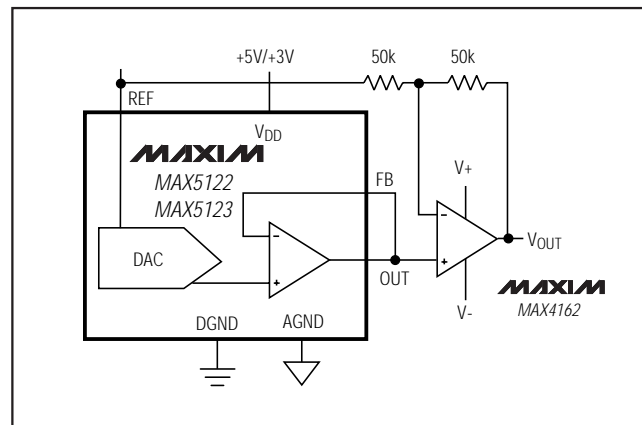 +5V/+3V
50k
50k
REF
VDD
MAXIM
MAX5122
MAX5123
FB
V+
DAC
-
+
-
+
OUT
VOUT
V-
MAXIM
MAX4162
DGND
AGND